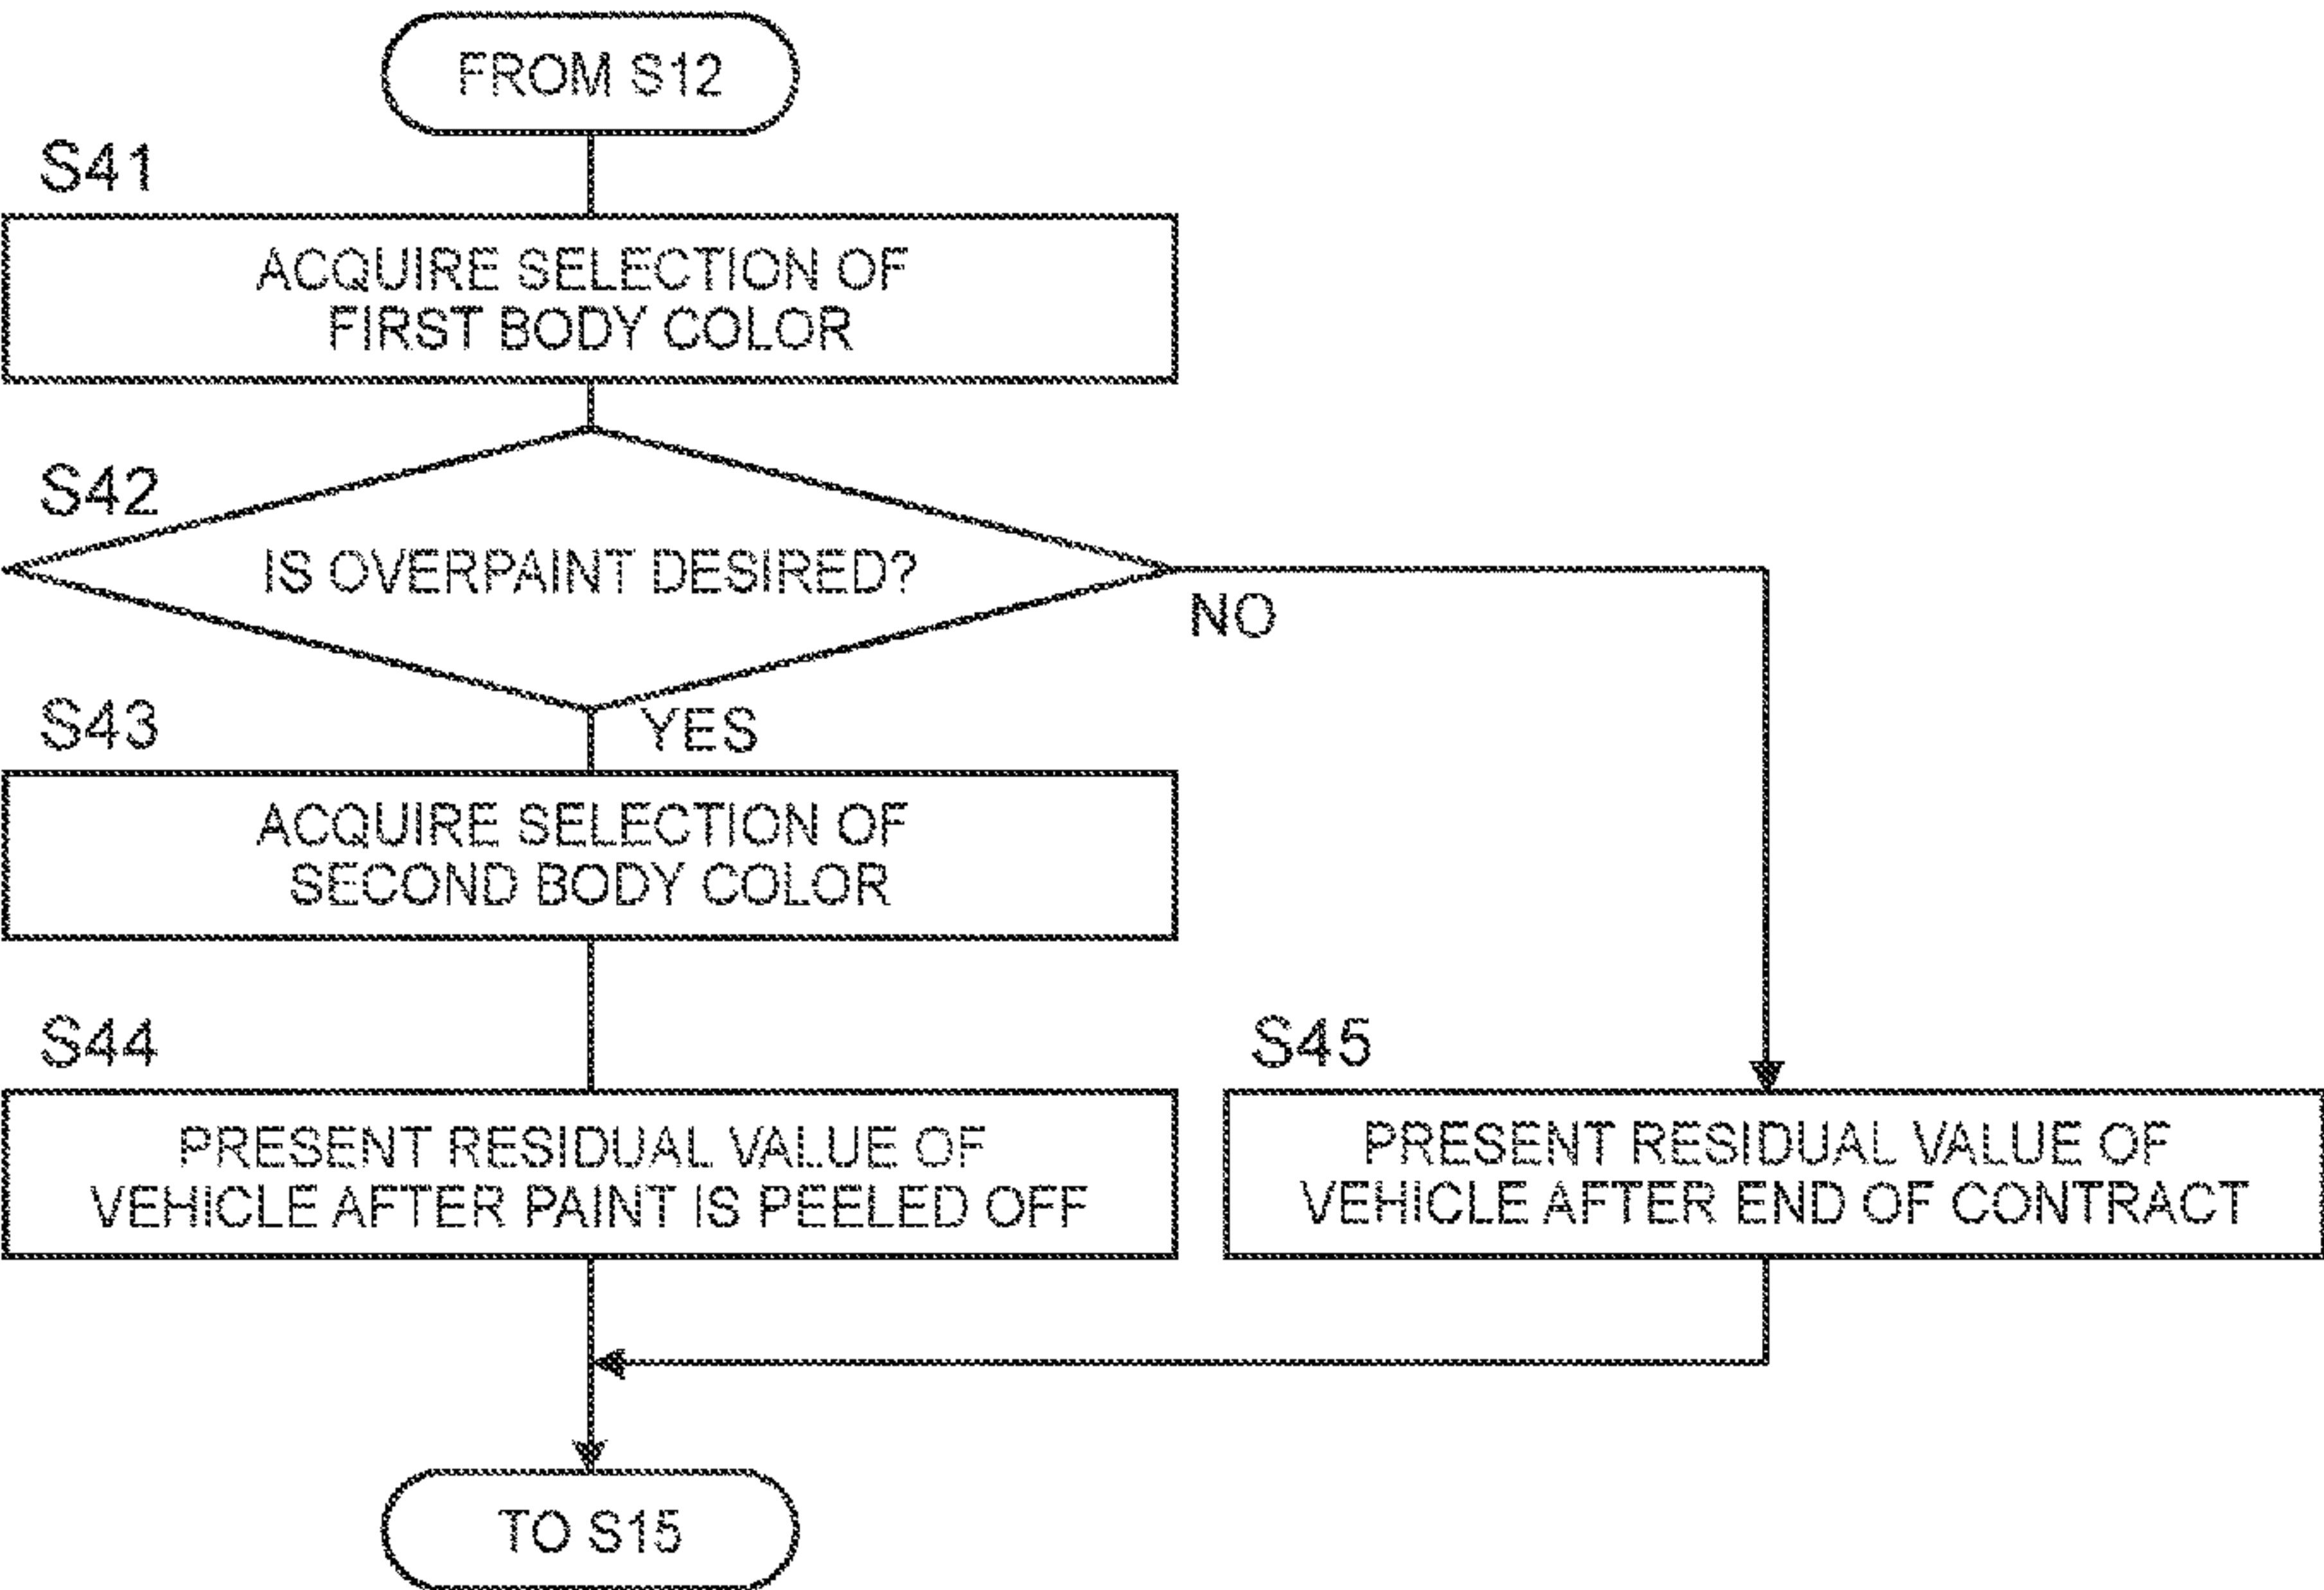 FROM S12
S41
ACQUIRE SELECTION OF
FIRST BODY COLOR
S42
IS OVERPAINT DESIRED?
NO
YES
S43
ACQUIRE SELECTION OF
SECOND BODY COLOR
S44
PRESENT RESIDUAL VALUE OF
VEHICLE AFTER PAINT IS PEELED OFF
S45
PRESENT RESIDUAL VALUE OF
VEHICLE AFTER END OF CONTRACT
TO S15